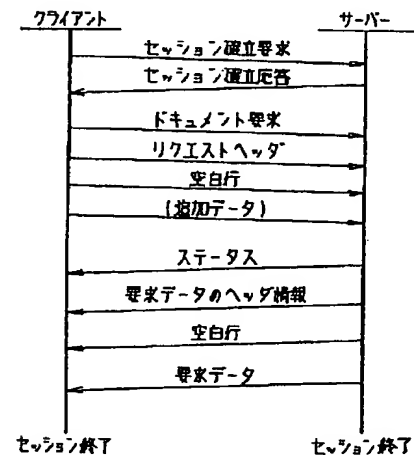 クライアント
サーバー
セッション確立要求
セッション確立応答
ドキュメント要求
リクエストヘッダ
空白行
(追加データ)
ステータス
要求データのヘッダ情報
空白行
要求データ
セッション終了
セッション終了